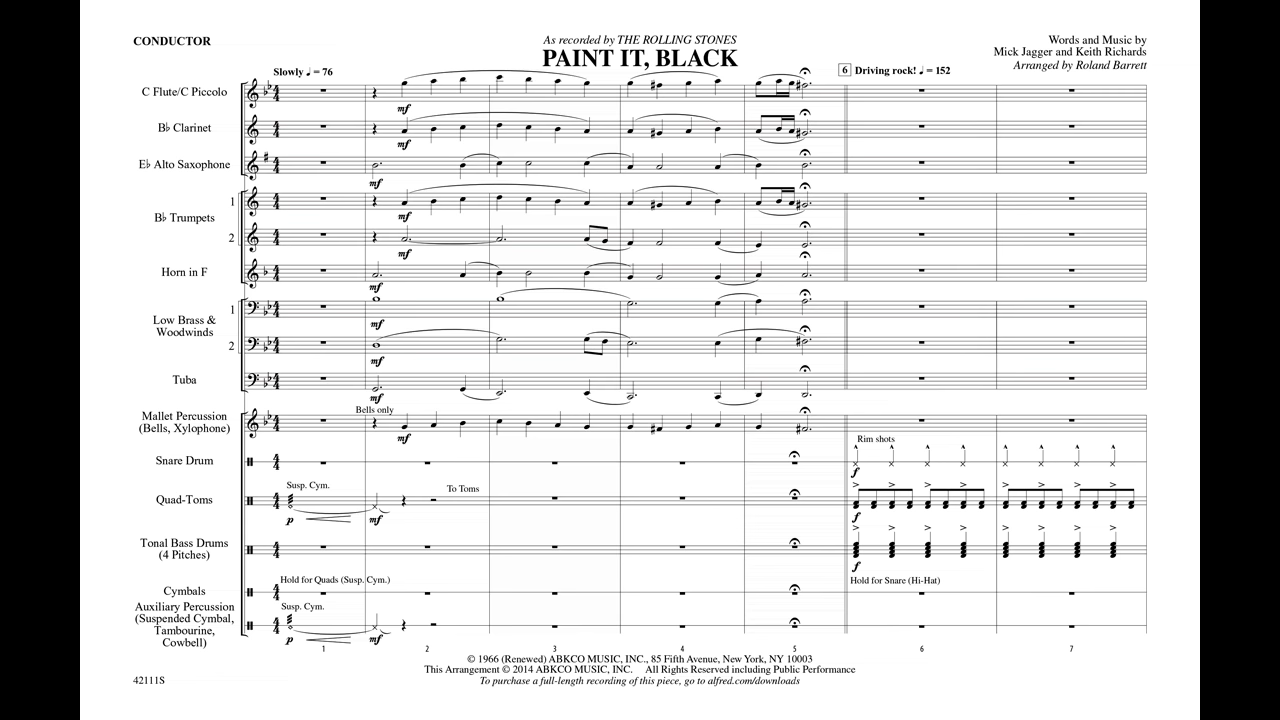 CONDUCTOR
As recorded by THE ROLLING STONES
PAINT IT, BLACK
Words and Music by
Mick Jagger and Keith Richards
Arranged by Roland Barrett
Slowly ♩ = 76
6 Driving rock! ♩ = 152
C Flute/C Piccolo
mf
B♭ Clarinet
mf
E♭ Alto Saxophone
mf
B♭ Trumpets
1
mf
2
mf
Horn in F
mf
Low Brass &
Woodwinds
1
mf
2
mf
Tuba
mf
Mallet Percussion
(Bells, Xylophone)
Bells only
mf
Snare Drum
Rim shots
f
Quad-Toms
Susp. Cym.
To Toms
p mf f
Tonal Bass Drums
(4 Pitches)
f
Cymbals
Hold for Quads (Susp. Cym.)
Hold for Snare (Hi-Hat)
Auxiliary Percussion
(Suspended Cymbal,
Tambourine,
Cowbell)
Susp. Cym.
p mf
1 2 3 4 5 6 7
© 1966 (Renewed) ABKCO MUSIC, INC., 85 Fifth Avenue, New York, NY 10003
This Arrangement © 2014 ABKCO MUSIC, INC. All Rights Reserved including Public Performance
42111S
To purchase a full-length recording of this piece, go to alfred.com/downloads